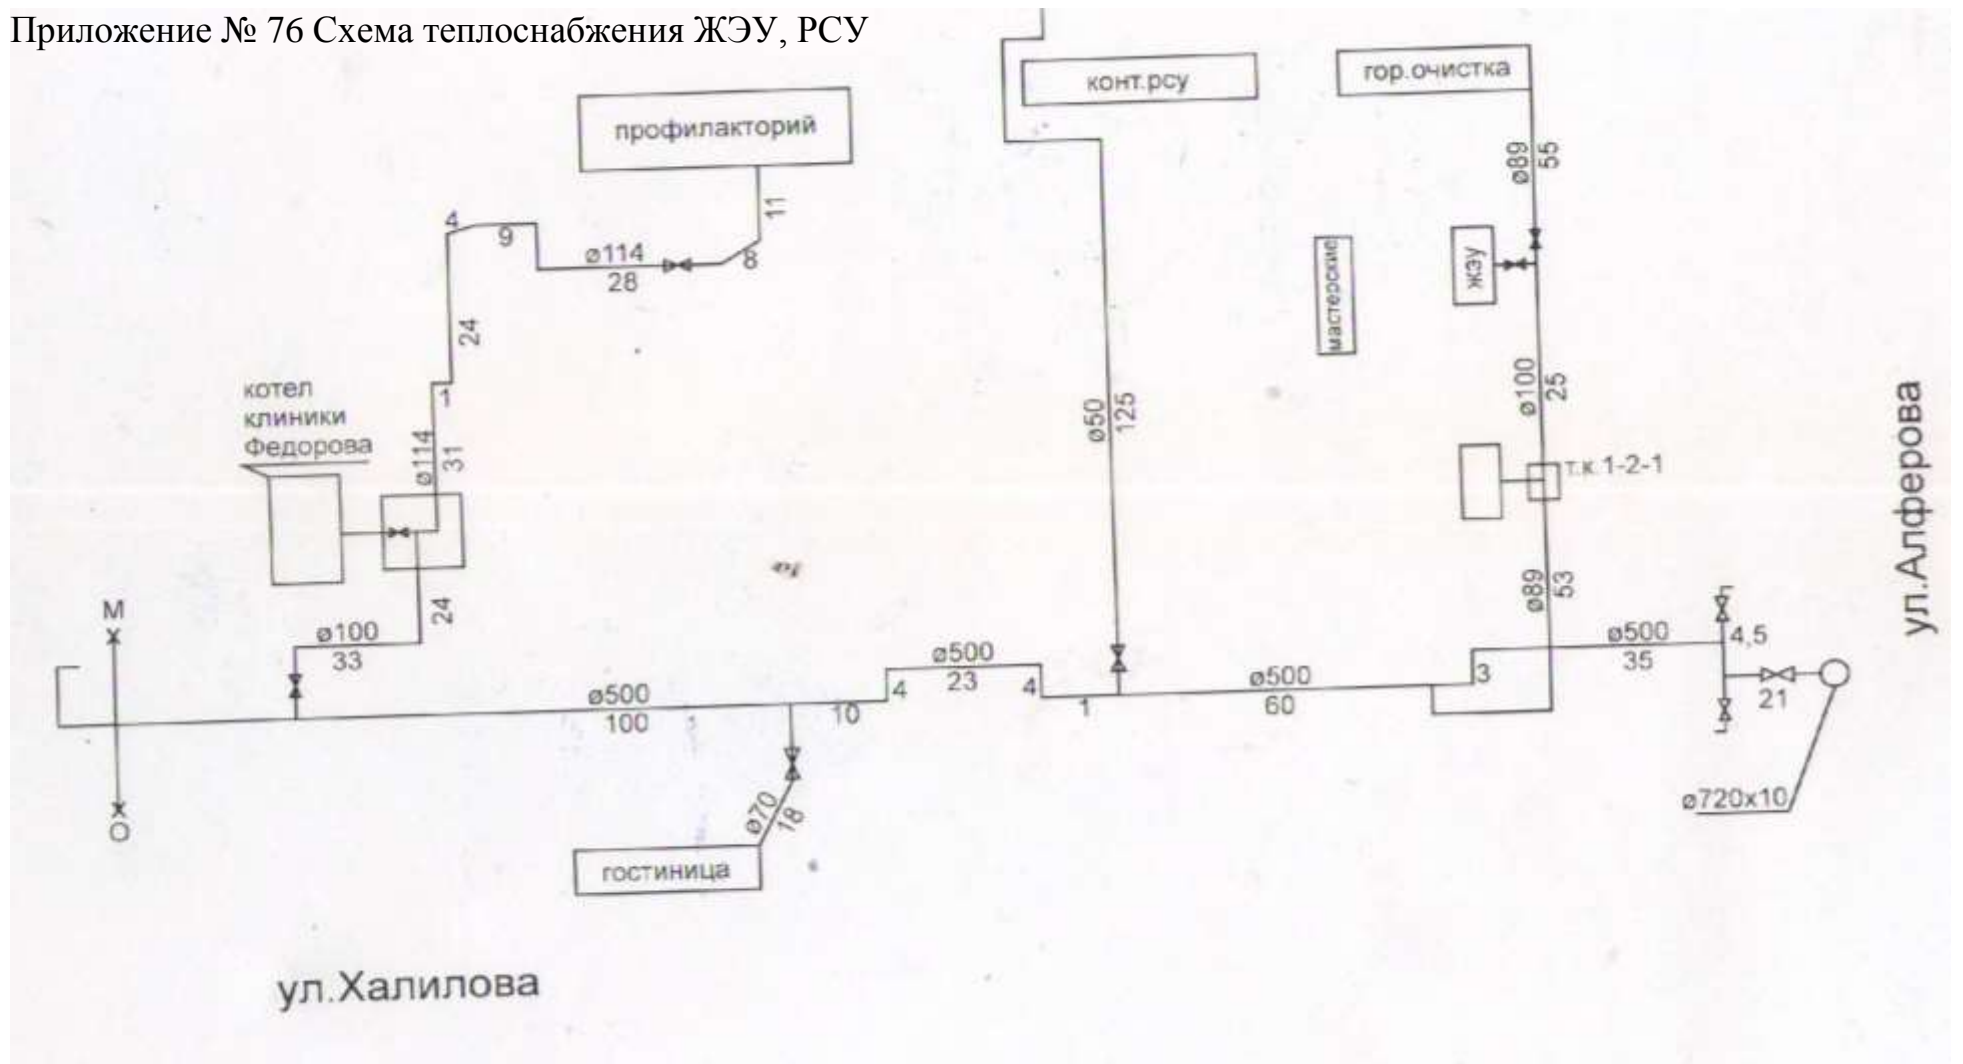 Приложение № 76 Схема теплоснабжения ЖЭУ, РСУ
конт.рсу
гор.очистка
профилакторий
ø89
55
11
4
9
ø114
28
8
мастерские
жэу
24
1
котел
клиники
Федорова
ø114
31
ø50
125
ø100
25
т.к.1-2-1
ул.Алферова
М
24
ø100
33
ø89
53
ø500
23
4
4
ø500
35
4,5
3
21
ø500
100
10
1
ø500
60
ø70
18
ø720х10
О
гостиница
ул.Халилова